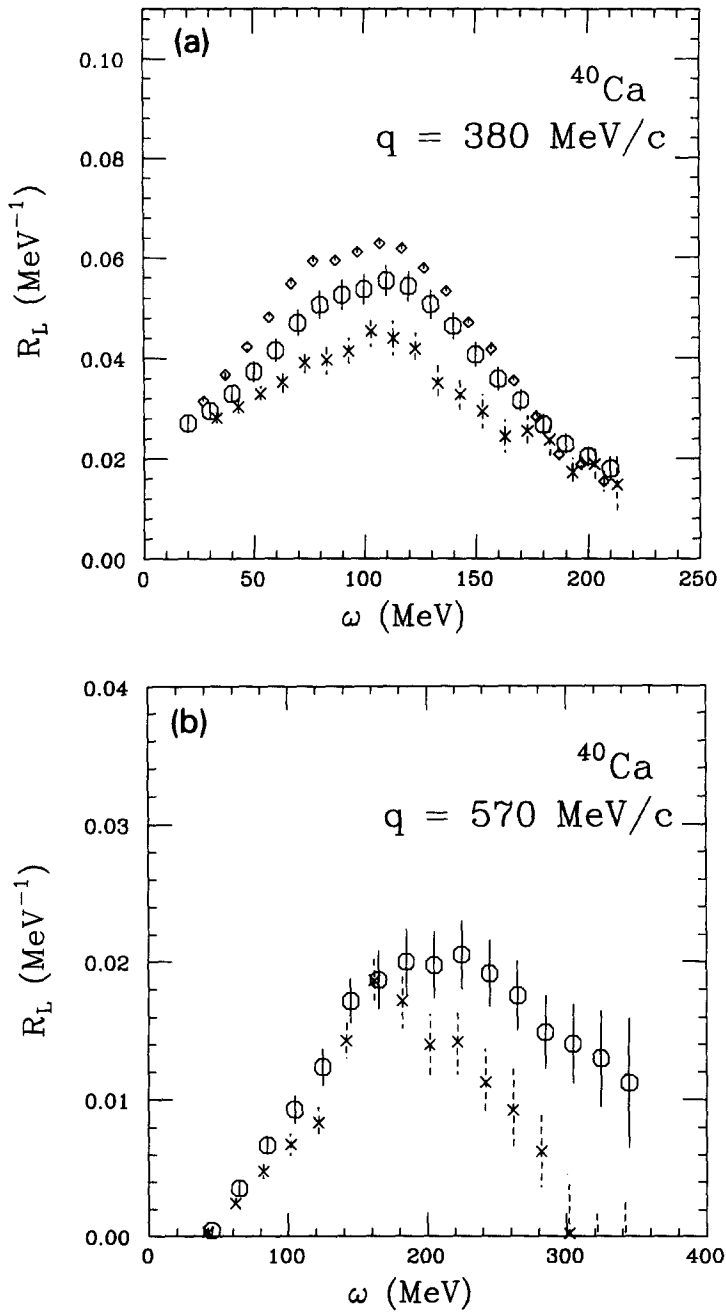 (a)
⁴⁰Ca
q = 380 MeV/c
R_L (MeV⁻¹)
0.10
0.08
0.06
0.04
0.02
0.00
0 50 100 150 200 250
ω (MeV)
(b)
⁴⁰Ca
q = 570 MeV/c
R_L (MeV⁻¹)
0.04
0.03
0.02
0.01
0.00
0 100 200 300 400
ω (MeV)